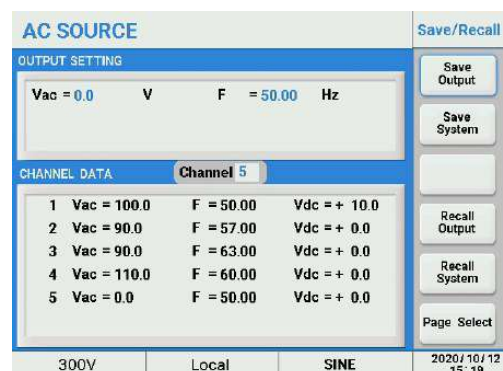 AC SOURCE
Save/Recall
OUTPUT SETTING
Vac = 0.0 V F = 50.00 Hz
Save
Output
Save
System
CHANNEL DATA Channel 5
1 Vac = 100.0 F = 50.00 Vdc = + 10.0
2 Vac = 90.0 F = 57.00 Vdc = + 0.0
3 Vac = 90.0 F = 63.00 Vdc = + 0.0
4 Vac = 110.0 F = 60.00 Vdc = + 0.0
5 Vac = 0.0 F = 50.00 Vdc = + 0.0
Recall
Output
Recall
System
Page Select
300V Local SINE
2020/10/12
15:19